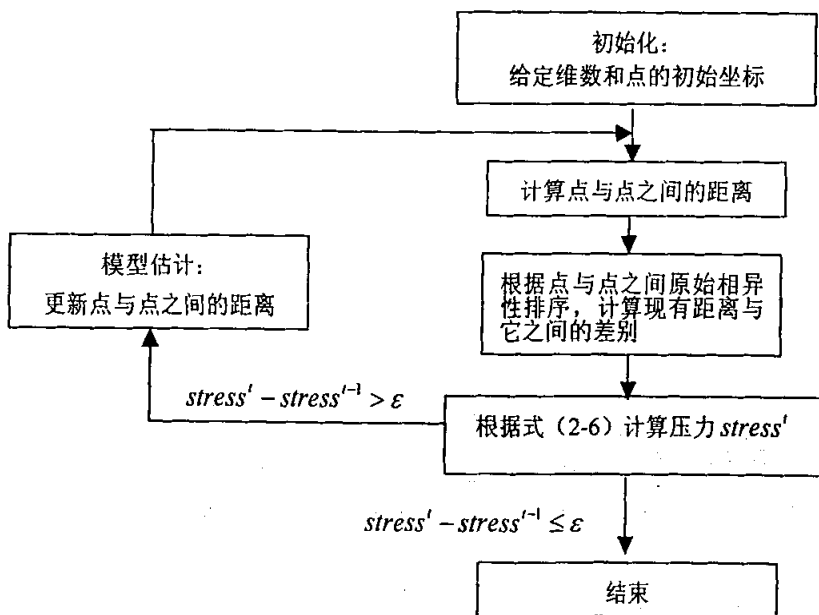 初始化：
给定维数和点的初始坐标
计算点与点之间的距离
模型估计：
更新点与点之间的距离
根据点与点之间原始相异
性排序，计算现有距离与
它之间的差别
stress^t − stress^{t−1} > ε
根据式（2-6）计算压力 stress^t
stress^t − stress^{t−1} ≤ ε
结束